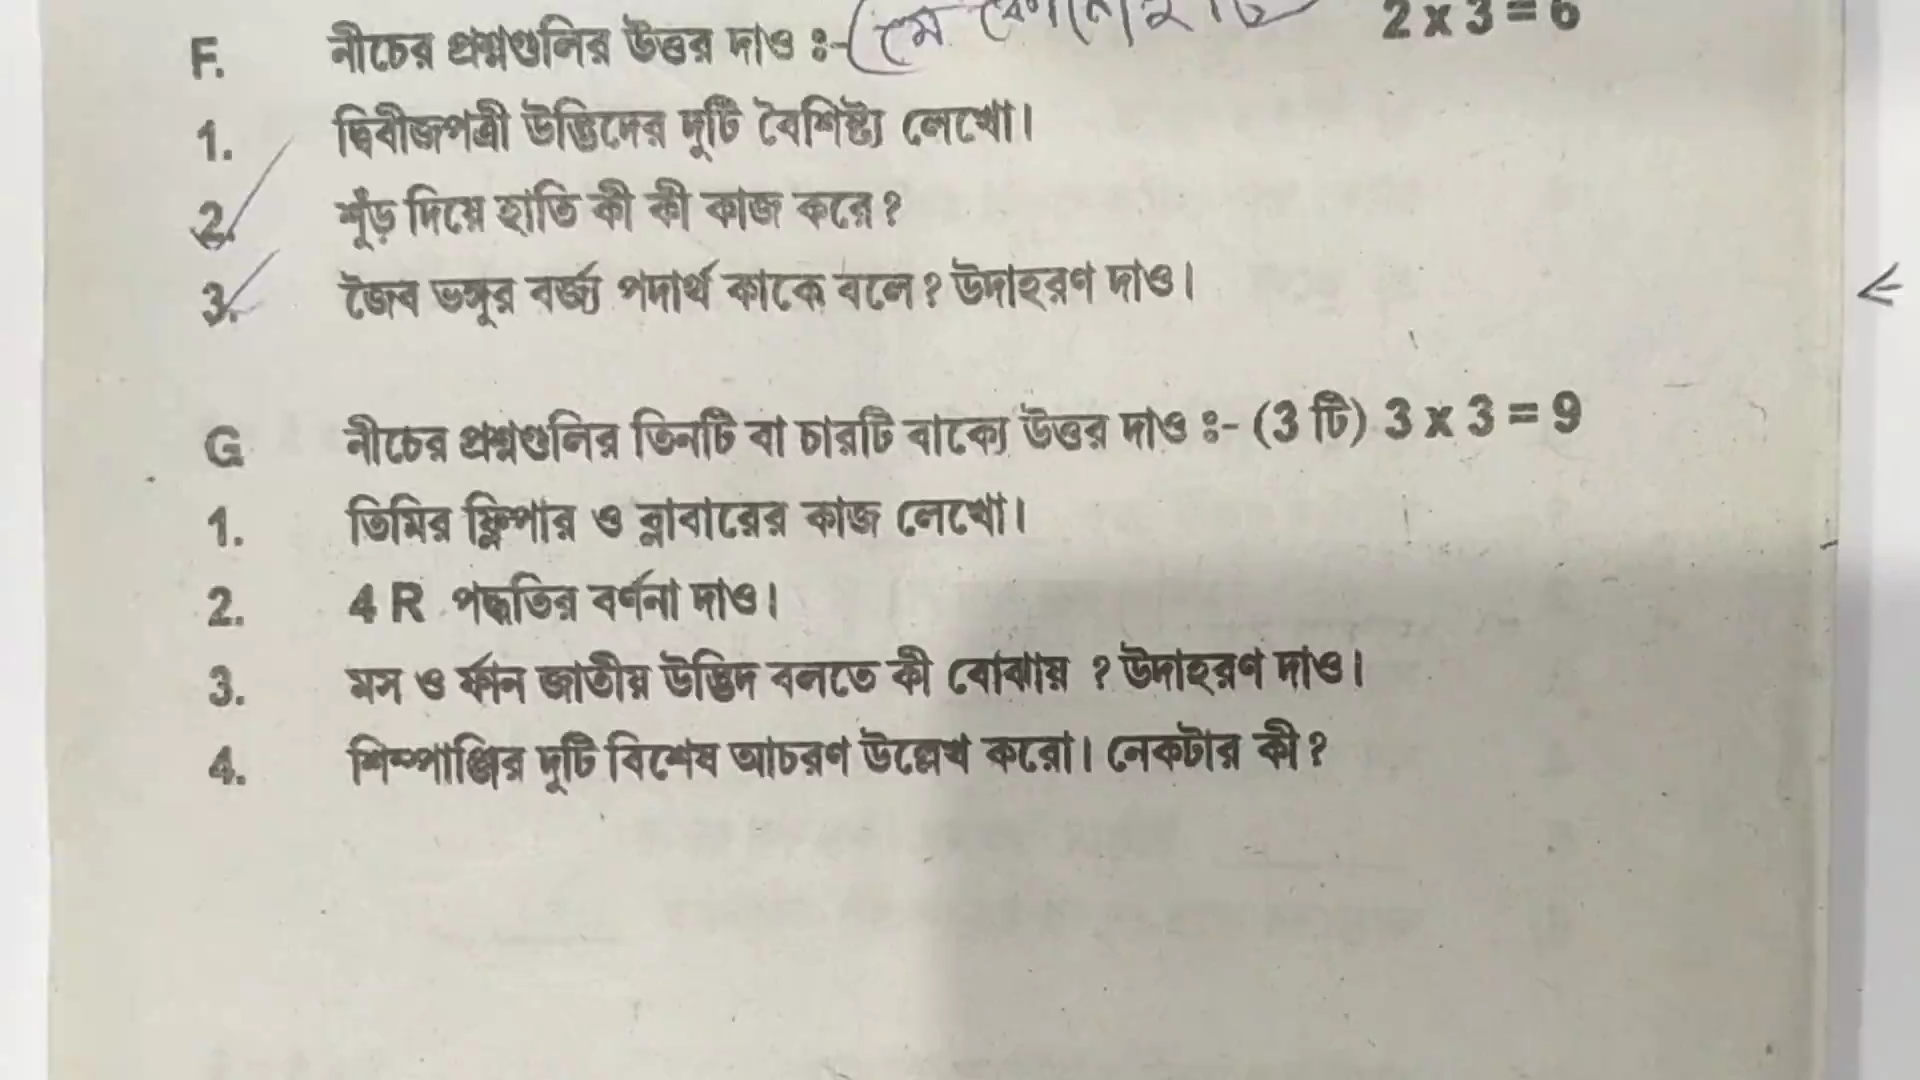 F. নীচের প্রশ্নগুলির উত্তর দাও ঃ- 2 x 3 = 6
1. দ্বিবীজপত্রী উদ্ভিদের দুটি বৈশিষ্ট্য লেখো।
2. শুঁড় দিয়ে হাতি কী কী কাজ করে ?
3. জৈব ভঙ্গুর বর্জ্য পদার্থ কাকে বলে ? উদাহরণ দাও।
G নীচের প্রশ্নগুলির তিনটি বা চারটি বাক্যে উত্তর দাও ঃ- (3 টি) 3 x 3 = 9
1. তিমির ফ্লিপার ও ব্লাবারের কাজ লেখো।
2. 4 R পদ্ধতির বর্ণনা দাও।
3. মস ও ফার্ন জাতীয় উদ্ভিদ বলতে কী বোঝায় ? উদাহরণ দাও।
4. শিম্পাঞ্জির দুটি বিশেষ আচরণ উল্লেখ করো। নেকটার কী ?